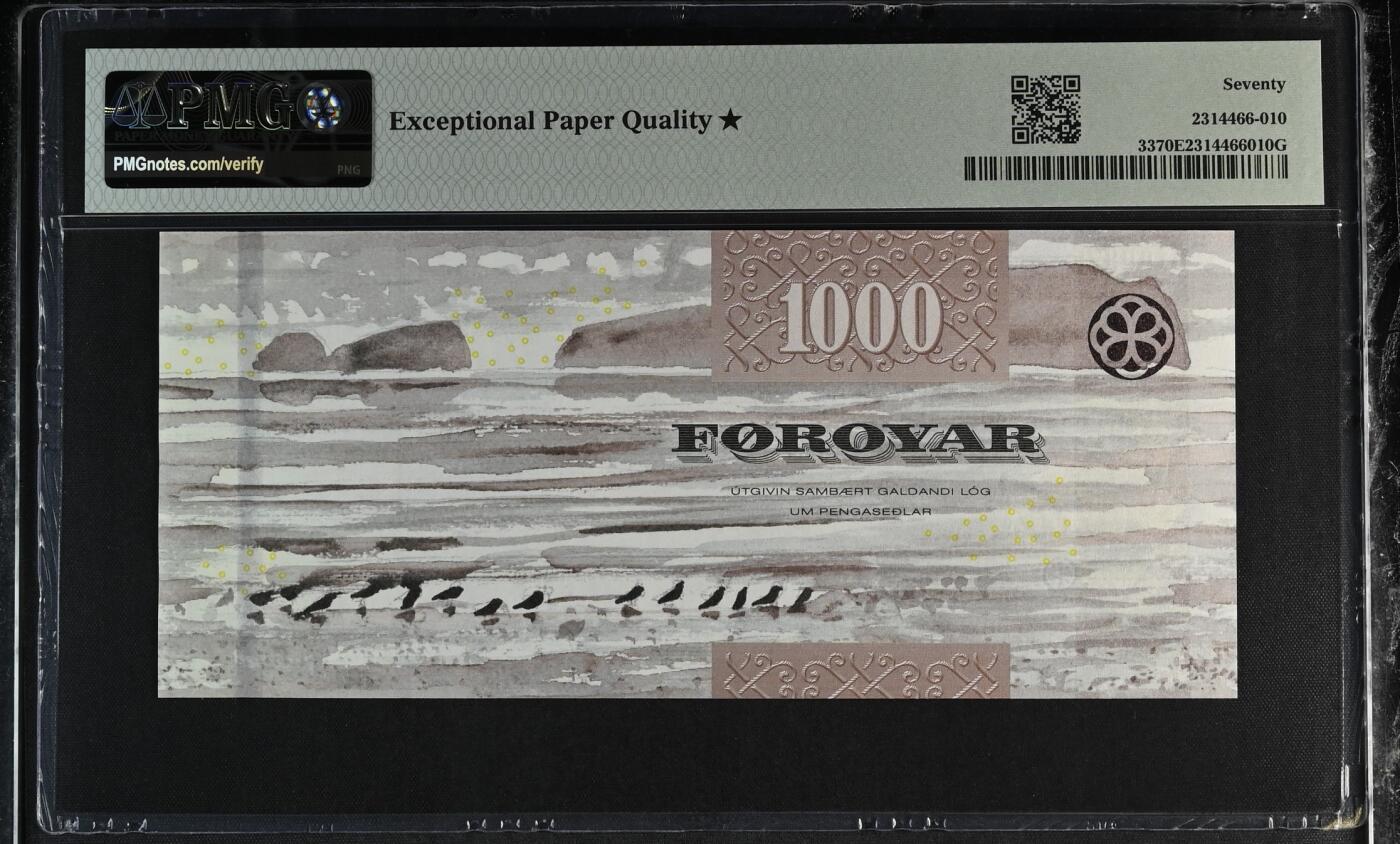 PMG
PMGnotes.com/verify
PNG
Exceptional Paper Quality ★
Seventy
2314466-010
3370E2314466010G
1000
FØROYAR
ÚTGIVIN SAMBÆRT GALDANDI LÓG
UM PENGASEÐLAR